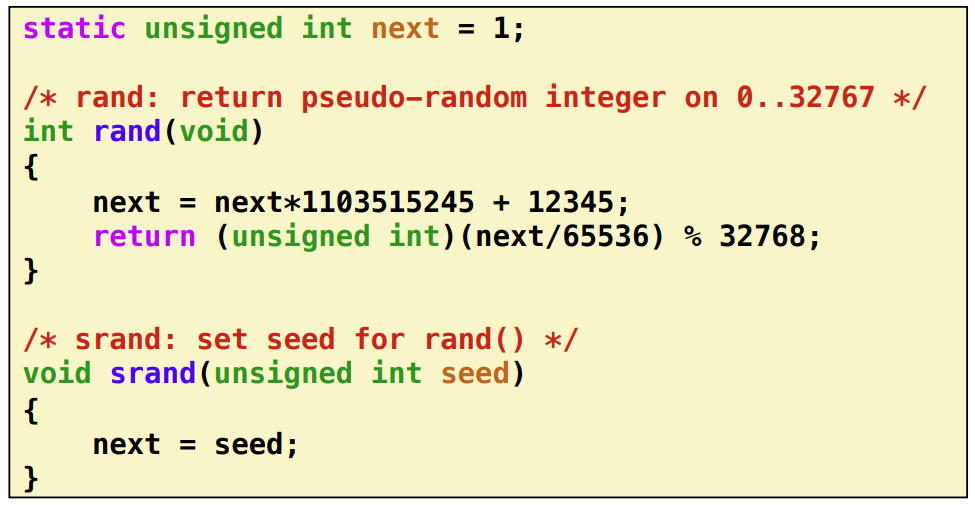 static unsigned int next = 1;
/* rand: return pseudo–random integer on 0..32767 */
int rand(void)
{
    next = next*1103515245 + 12345;
    return (unsigned int)(next/65536) % 32768;
}
/* srand: set seed for rand() */
void srand(unsigned int seed)
{
    next = seed;
}